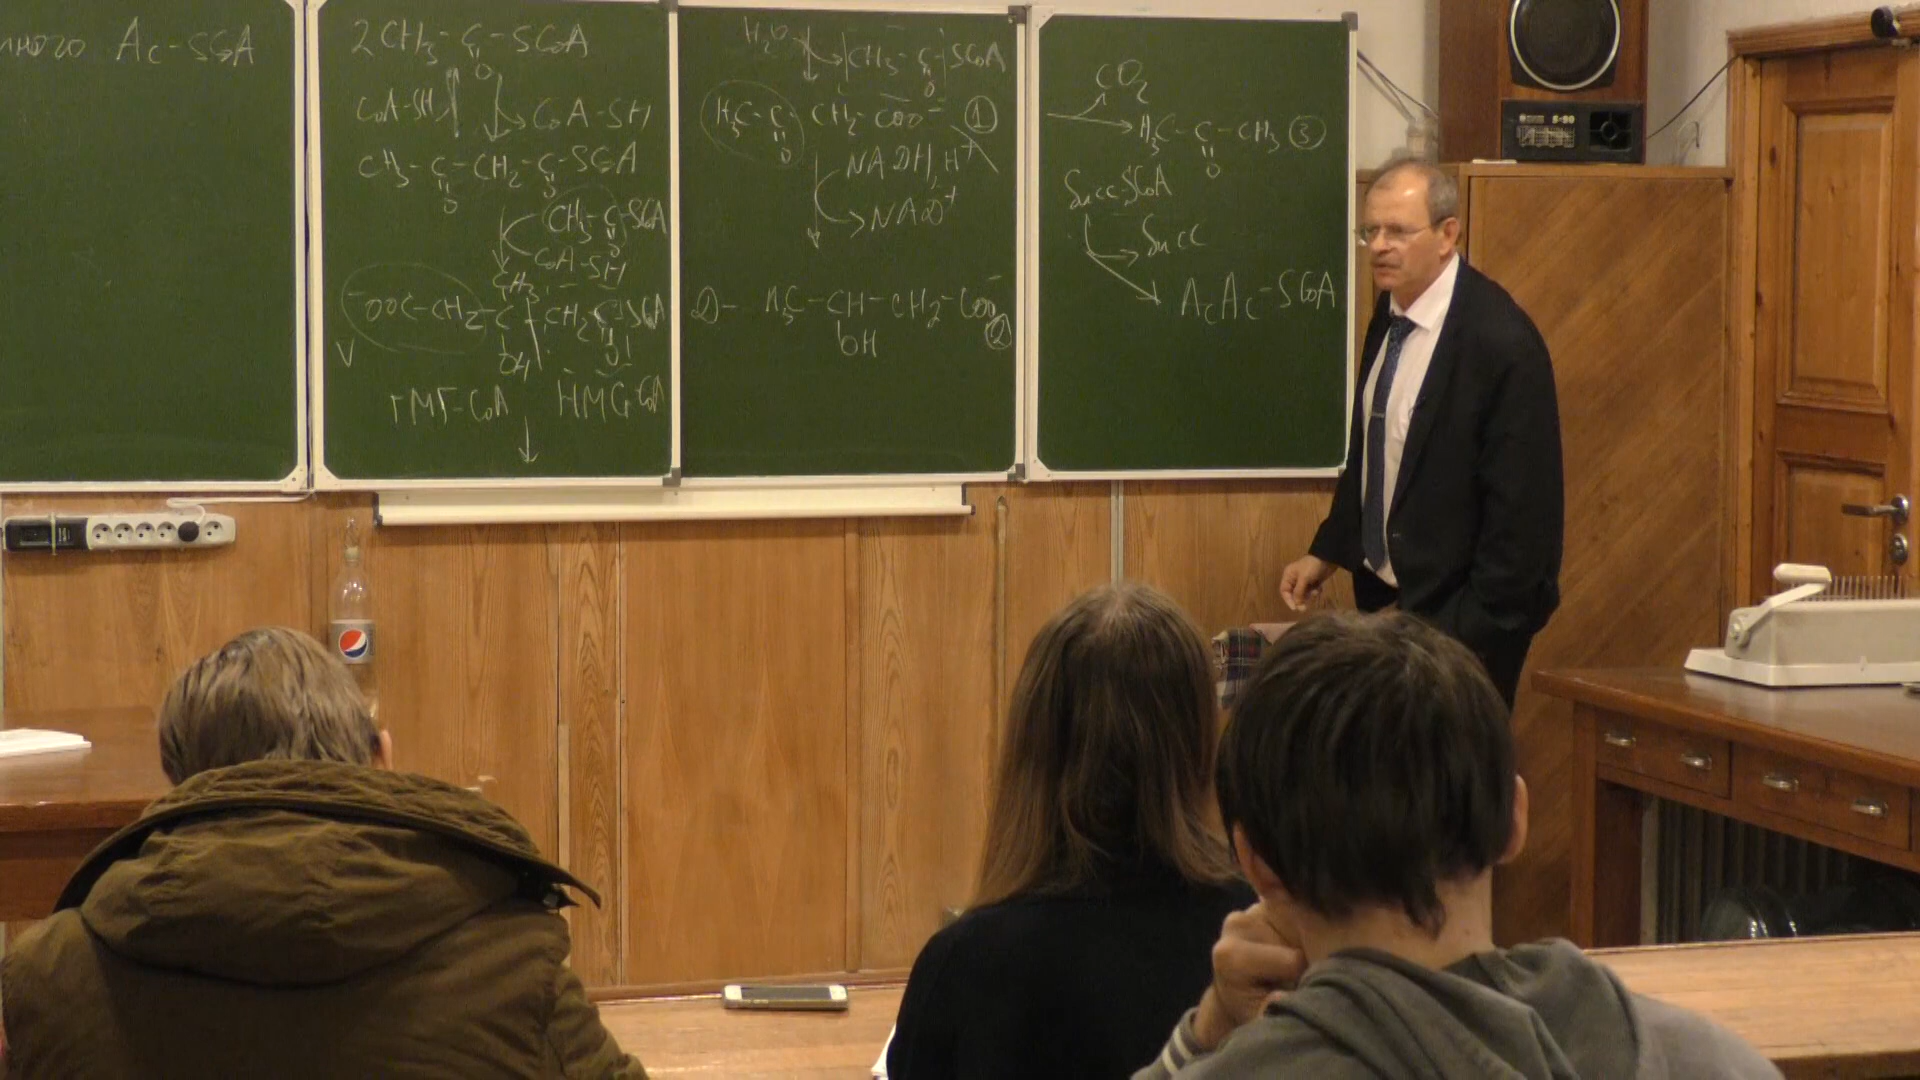 Ac-SCoA
2CH₃-C-SCoA
O
CoA-SH
CoA-SH
CH₃-C-CH₂-C-SCoA
O O
CH₃-C-SCoA
O
CoA-SH
CH₃
⁻OOC-CH₂-C-CH₂-C-SCoA
OH O
V
ГМГ-CoA HMG-CoA
H₂O
CH₃-C-SCoA
O
H₃C-C-CH₂-COO⁻ ①
O
NADH, H⁺
NAD⁺
D- H₃C-CH-CH₂-COO⁻ ②
OH
CO₂
H₃C-C-CH₃ ③
O
Succ-SCoA
Succ
AcAc-SCoA
S-90